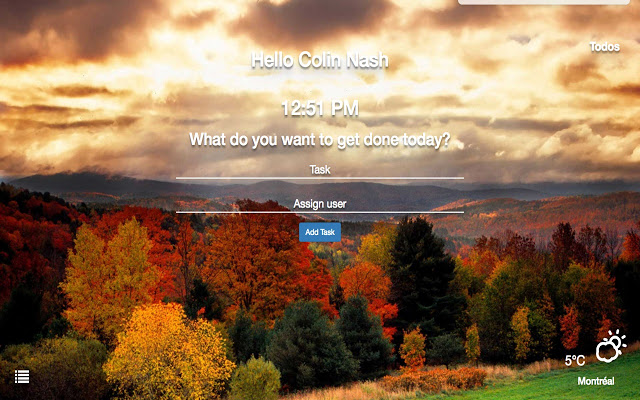 Todos
Hello Colin Nash
12:51 PM
What do you want to get done today?
Task
Assign user
Add Task
5°C
Montréal